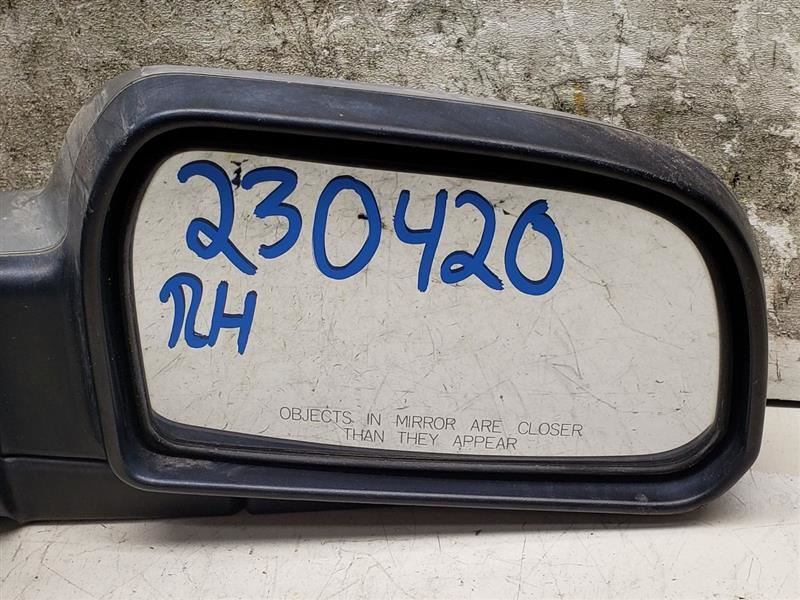 230420
RH
OBJECTS IN MIRROR ARE CLOSER
THAN THEY APPEAR